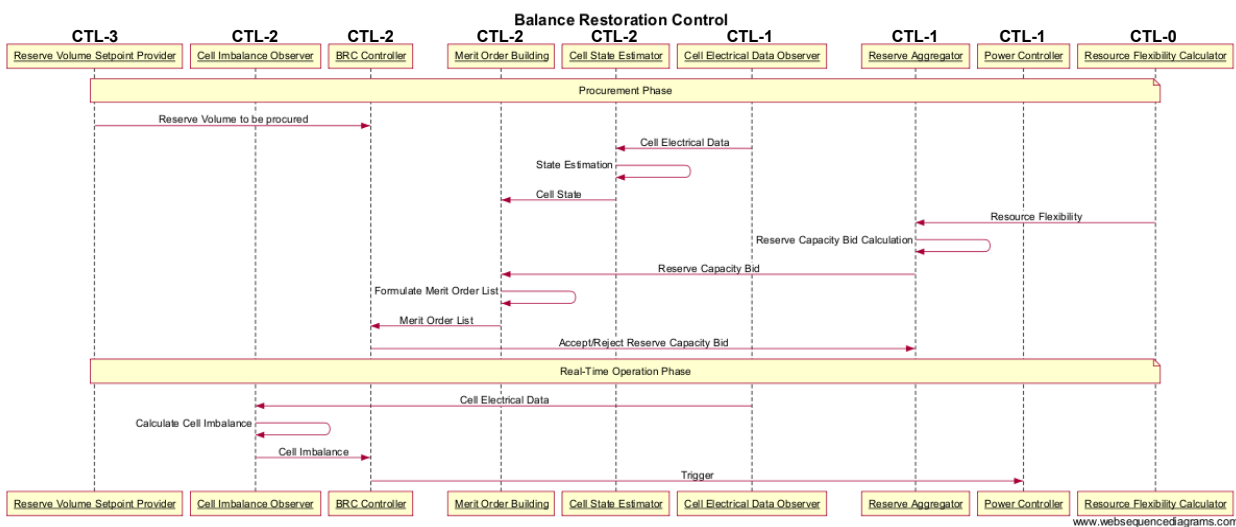 Balance Restoration Control
CTL-3 CTL-2 CTL-2 CTL-2 CTL-2 CTL-1 CTL-1 CTL-1 CTL-0
Reserve Volume Setpoint Provider Cell Imbalance Observer BRC Controller Merit Order Building Cell State Estimator Cell Electrical Data Observer Reserve Aggregator Power Controller Resource Flexibility Calculator
Procurement Phase
Reserve Volume to be procured
Cell Electrical Data
State Estimation
Cell State
Resource Flexibility
Reserve Capacity Bid Calculation
Reserve Capacity Bid
Formulate Merit Order List
Merit Order List
Accept/Reject Reserve Capacity Bid
Real-Time Operation Phase
Cell Electrical Data
Calculate Cell Imbalance
Cell Imbalance
Trigger
Reserve Volume Setpoint Provider Cell Imbalance Observer BRC Controller Merit Order Building Cell State Estimator Cell Electrical Data Observer Reserve Aggregator Power Controller Resource Flexibility Calculator
www.websequencediagrams.com